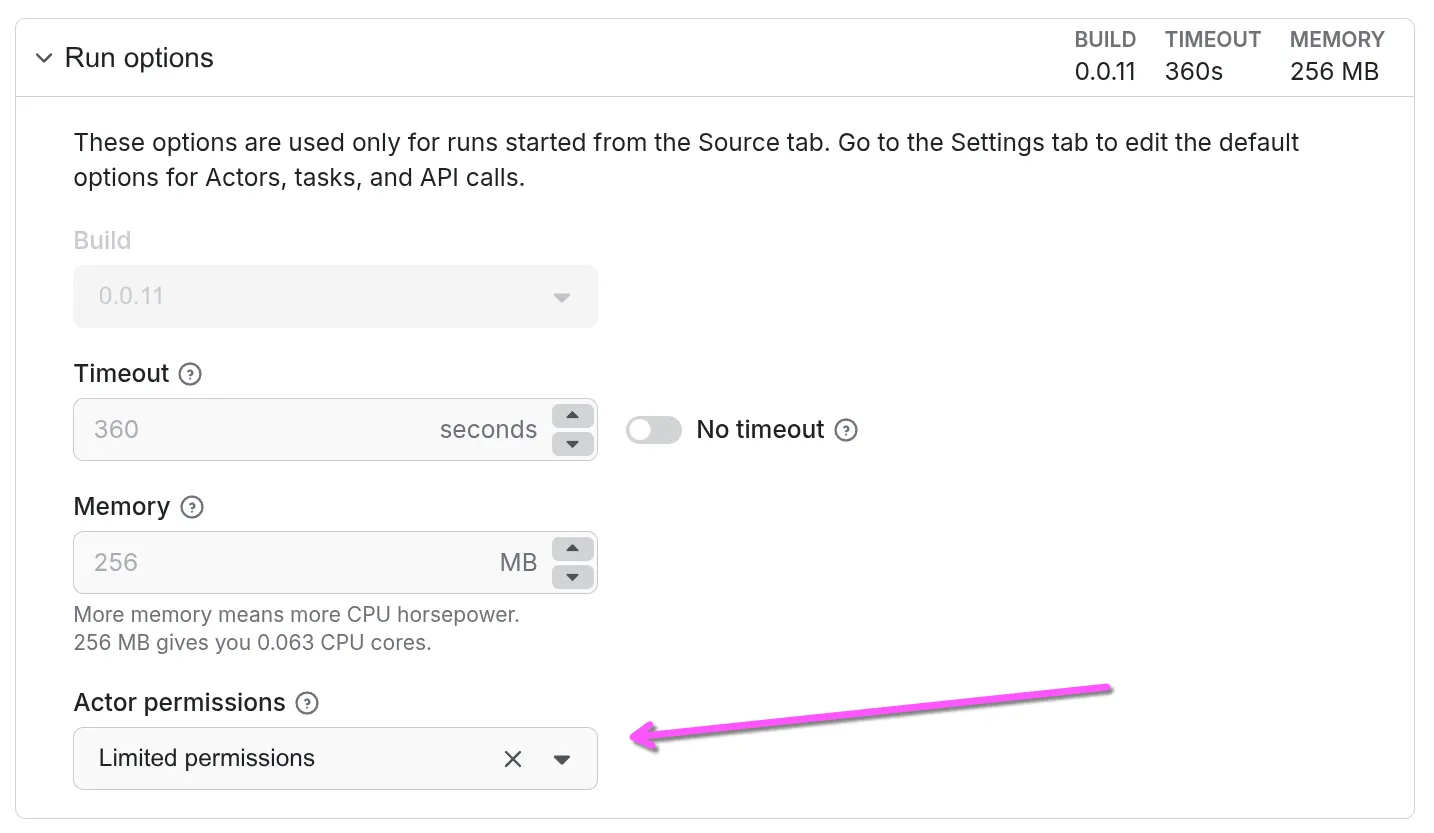 Run options
BUILD TIMEOUT MEMORY
0.0.11 360s 256 MB
These options are used only for runs started from the Source tab. Go to the Settings tab to edit the default
options for Actors, tasks, and API calls.
Build
0.0.11
Timeout ?
360 seconds
No timeout ?
Memory ?
256 MB
More memory means more CPU horsepower.
256 MB gives you 0.063 CPU cores.
Actor permissions ?
Limited permissions